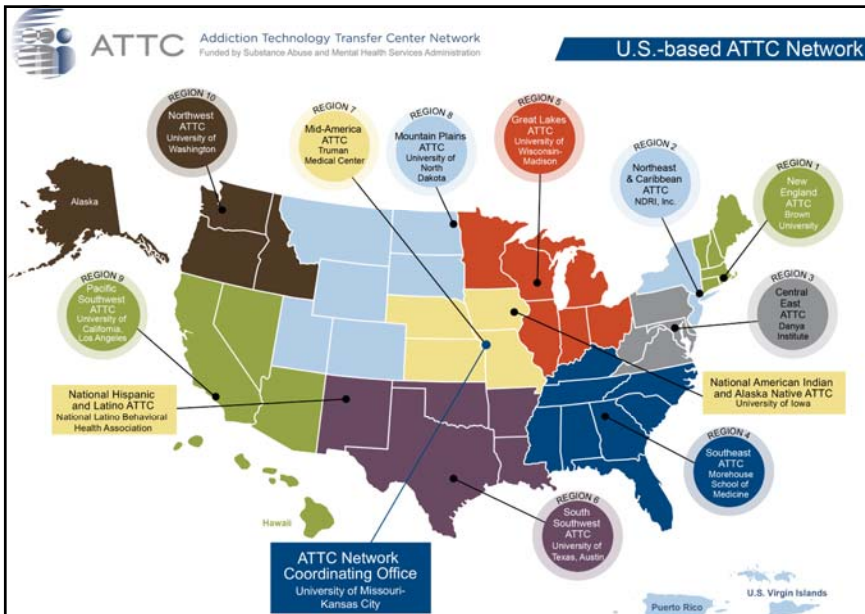 ATTC
Addiction Technology Transfer Center Network
Funded by Substance Abuse and Mental Health Services Administration
U.S.-based ATTC Network
REGION 10
Northwest
ATTC
University of
Washington
REGION 7
Mid-America
ATTC
Truman
Medical Center
REGION 8
Mountain Plains
ATTC
University of
North
Dakota
REGION 5
Great Lakes
ATTC
University of
Wisconsin-
Madison
REGION 2
Northeast
& Caribbean
ATTC
NDRI, Inc.
REGION 1
New
England
ATTC
Brown
University
Alaska
REGION 9
Pacific
Southwest
ATTC
University of
California,
Los Angeles
REGION 3
Central
East
ATTC
Danya
Institute
National Hispanic
and Latino ATTC
National Latino Behavioral
Health Association
National American Indian
and Alaska Native ATTC
University of Iowa
REGION 4
Southeast
ATTC
Morehouse
School of
Medicine
Hawaii
REGION 6
South
Southwest
ATTC
University of
Texas, Austin
ATTC Network
Coordinating Office
University of Missouri-
Kansas City
U.S. Virgin Islands
Puerto Rico